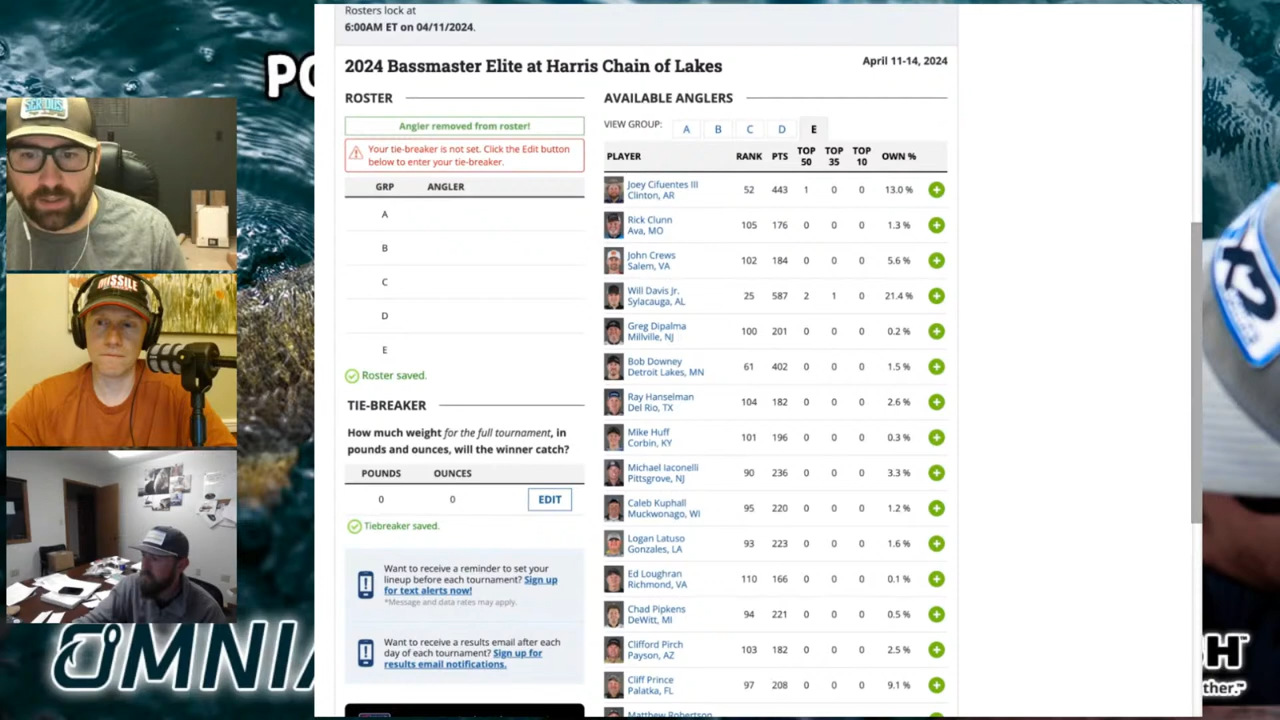 Rosters lock at
6:00AM ET on 04/11/2024.
2024 Bassmaster Elite at Harris Chain of Lakes
April 11-14, 2024
ROSTER
Angler removed from roster!
Your tie-breaker is not set. Click the Edit button
below to enter your tie-breaker.
GRP ANGLER
A
B
C
D
E
Roster saved.
TIE-BREAKER
How much weight for the full tournament, in
pounds and ounces, will the winner catch?
POUNDS OUNCES
0 0 EDIT
Tiebreaker saved.
Want to receive a reminder to set your
lineup before each tournament? Sign up
for text alerts now!
*Message and data rates may apply.
Want to receive a results email after each
day of each tournament? Sign up for
results email notifications.
AVAILABLE ANGLERS
VIEW GROUP: A B C D E
PLAYER RANK PTS TOP 50 TOP 35 TOP 10 OWN %
Joey Cifuentes III
Clinton, AR
52 443 1 0 0 13.0 %
Rick Clunn
Ava, MO
105 176 0 0 0 1.3 %
John Crews
Salem, VA
102 184 0 0 0 5.6 %
Will Davis Jr.
Sylacauga, AL
25 587 2 1 0 21.4 %
Greg Dipalma
Millville, NJ
100 201 0 0 0 0.2 %
Bob Downey
Detroit Lakes, MN
61 402 0 0 0 1.5 %
Ray Hanselman
Del Rio, TX
104 182 0 0 0 2.6 %
Mike Huff
Corbin, KY
101 196 0 0 0 0.3 %
Michael Iaconelli
Pittsgrove, NJ
90 236 0 0 0 3.3 %
Caleb Kuphall
Muckwonago, WI
95 220 0 0 0 1.2 %
Logan Latuso
Gonzales, LA
93 223 0 0 0 1.6 %
Ed Loughran
Richmond, VA
110 166 0 0 0 0.1 %
Chad Pipkens
DeWitt, MI
94 221 0 0 0 0.5 %
Clifford Pirch
Payson, AZ
103 182 0 0 0 2.5 %
Cliff Prince
Palatka, FL
97 208 0 0 0 9.1 %
Matthew Robertson
PO
SERIOUS
MISSILE
OMNIA
H™
ther.™